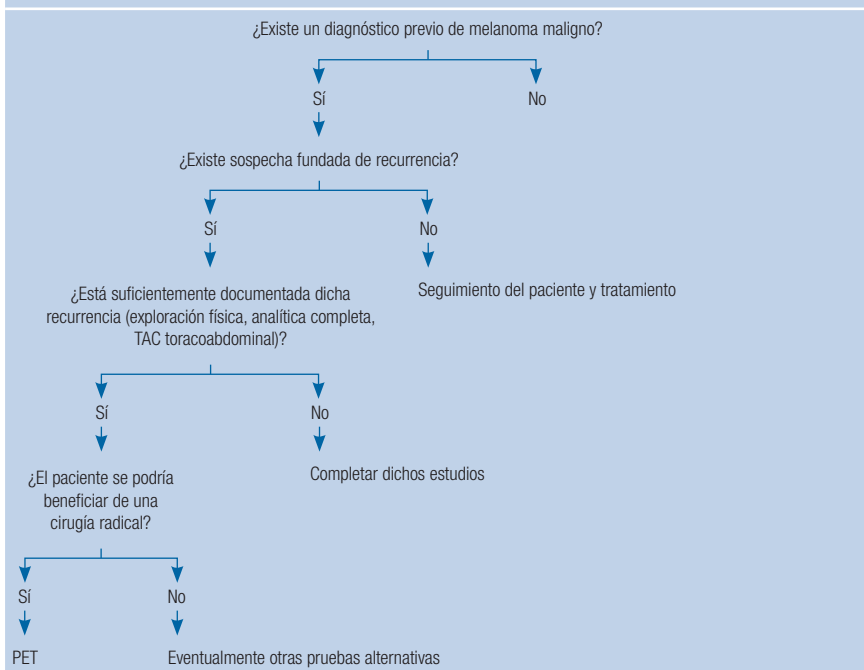 ¿Existe un diagnóstico previo de melanoma maligno?
Sí
No
¿Existe sospecha fundada de recurrencia?
Sí
No
¿Está suficientemente documentada dicha
recurrencia (exploración física, analítica completa,
TAC toracoabdominal)?
Seguimiento del paciente y tratamiento
Sí
No
¿El paciente se podría
beneficiar de una
cirugía radical?
Completar dichos estudios
Sí
No
PET
Eventualmente otras pruebas alternativas